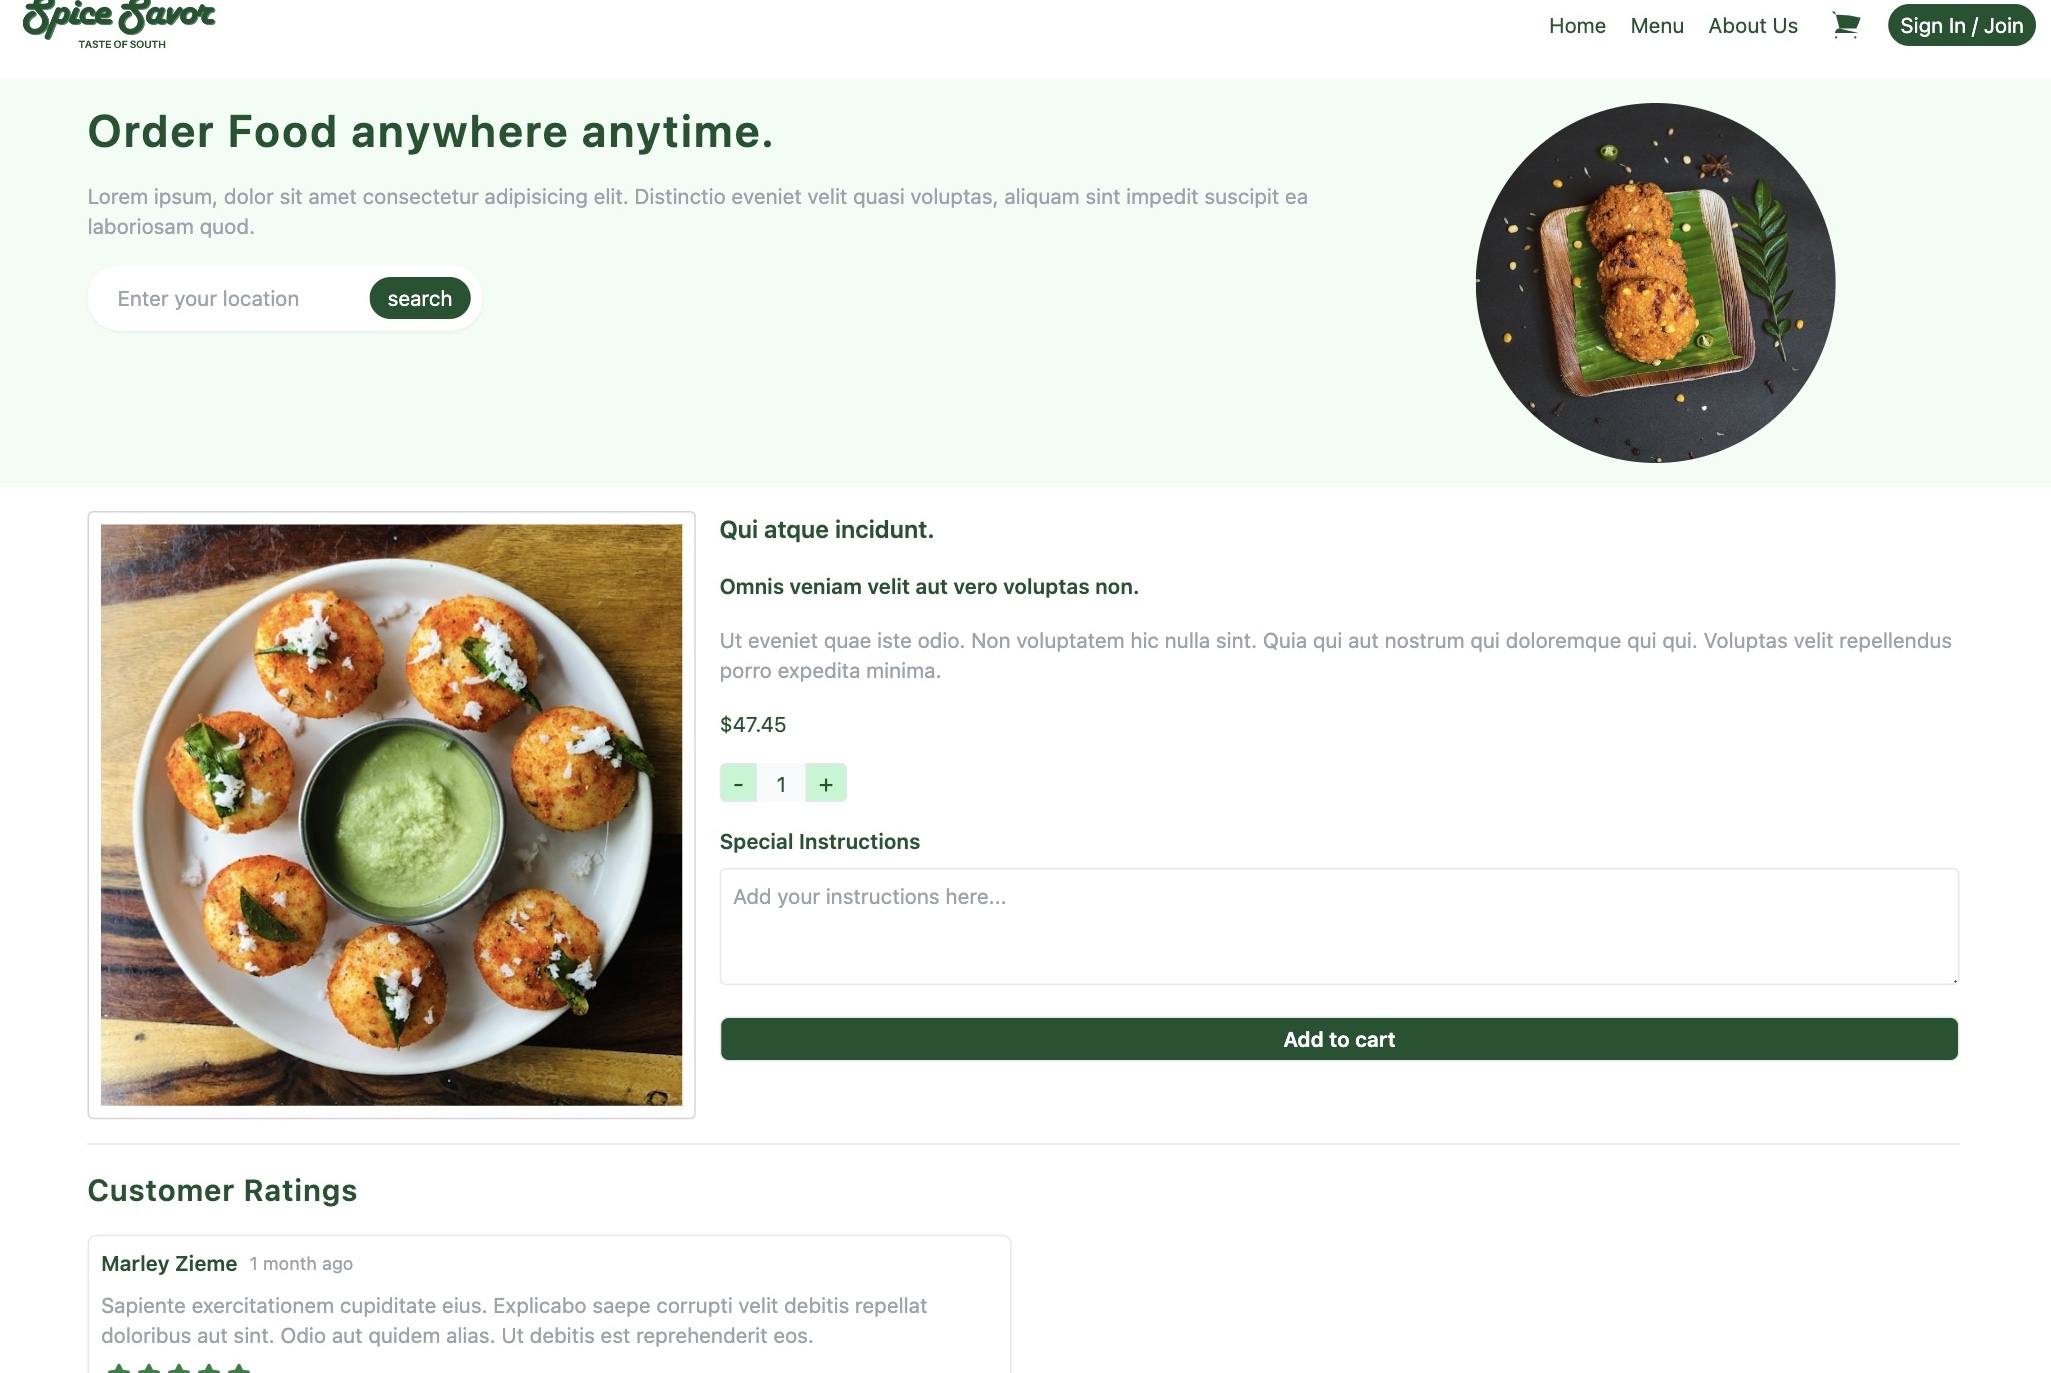 Spice Savor
TASTE OF SOUTH
Home Menu About Us Sign In / Join
Order Food anywhere anytime.
Lorem ipsum, dolor sit amet consectetur adipisicing elit. Distinctio eveniet velit quasi voluptas, aliquam sint impedit suscipit ea
laboriosam quod.
Enter your location search
Qui atque incidunt.
Omnis veniam velit aut vero voluptas non.
Ut eveniet quae iste odio. Non voluptatem hic nulla sint. Quia qui aut nostrum qui doloremque qui qui. Voluptas velit repellendus
porro expedita minima.
$47.45
- 1 +
Special Instructions
Add your instructions here...
Add to cart
Customer Ratings
Marley Zieme 1 month ago
Sapiente exercitationem cupiditate eius. Explicabo saepe corrupti velit debitis repellat
doloribus aut sint. Odio aut quidem alias. Ut debitis est reprehenderit eos.